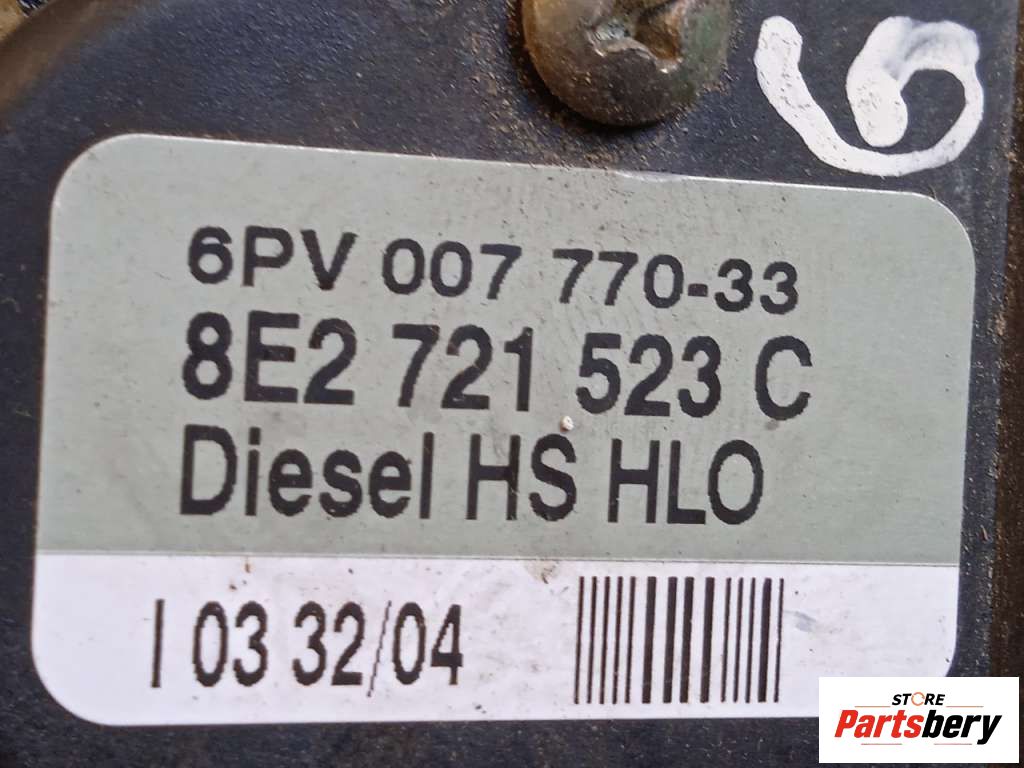 6PV 007 770-33
8E2 721 523 C
Diesel HS HLO
I 03 32/04
STORE
Partsbery